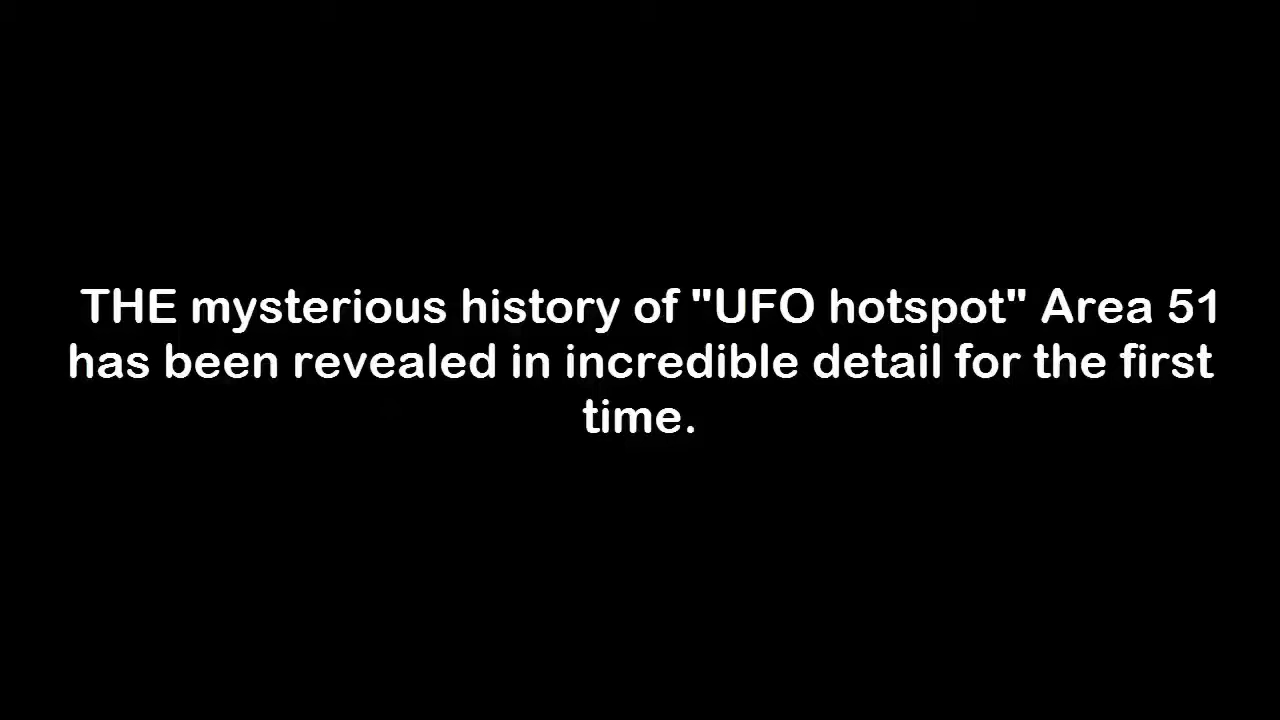 THE mysterious history of "UFO hotspot" Area 51
has been revealed in incredible detail for the first
time.